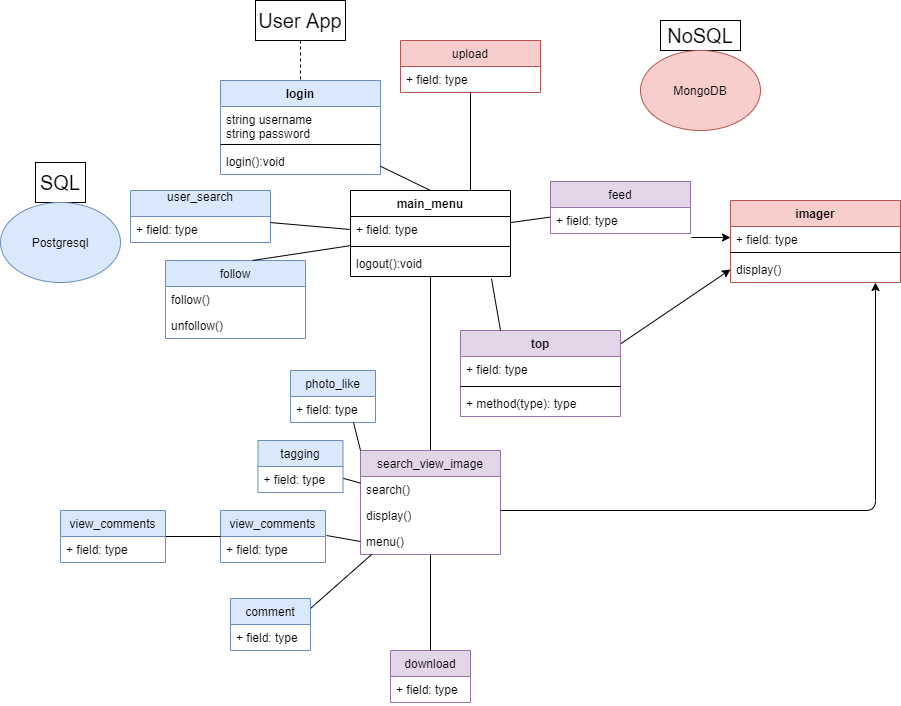 User App
NoSQL
upload
+ field: type
MongoDB
login
string username
string password
login():void
SQL
Postgresql
user_search
+ field: type
main_menu
+ field: type
logout():void
feed
+ field: type
imager
+ field: type
display()
follow
follow()
unfollow()
top
+ field: type
+ method(type): type
photo_like
+ field: type
tagging
+ field: type
search_view_image
search()
display()
menu()
view_comments
+ field: type
view_comments
+ field: type
comment
+ field: type
download
+ field: type